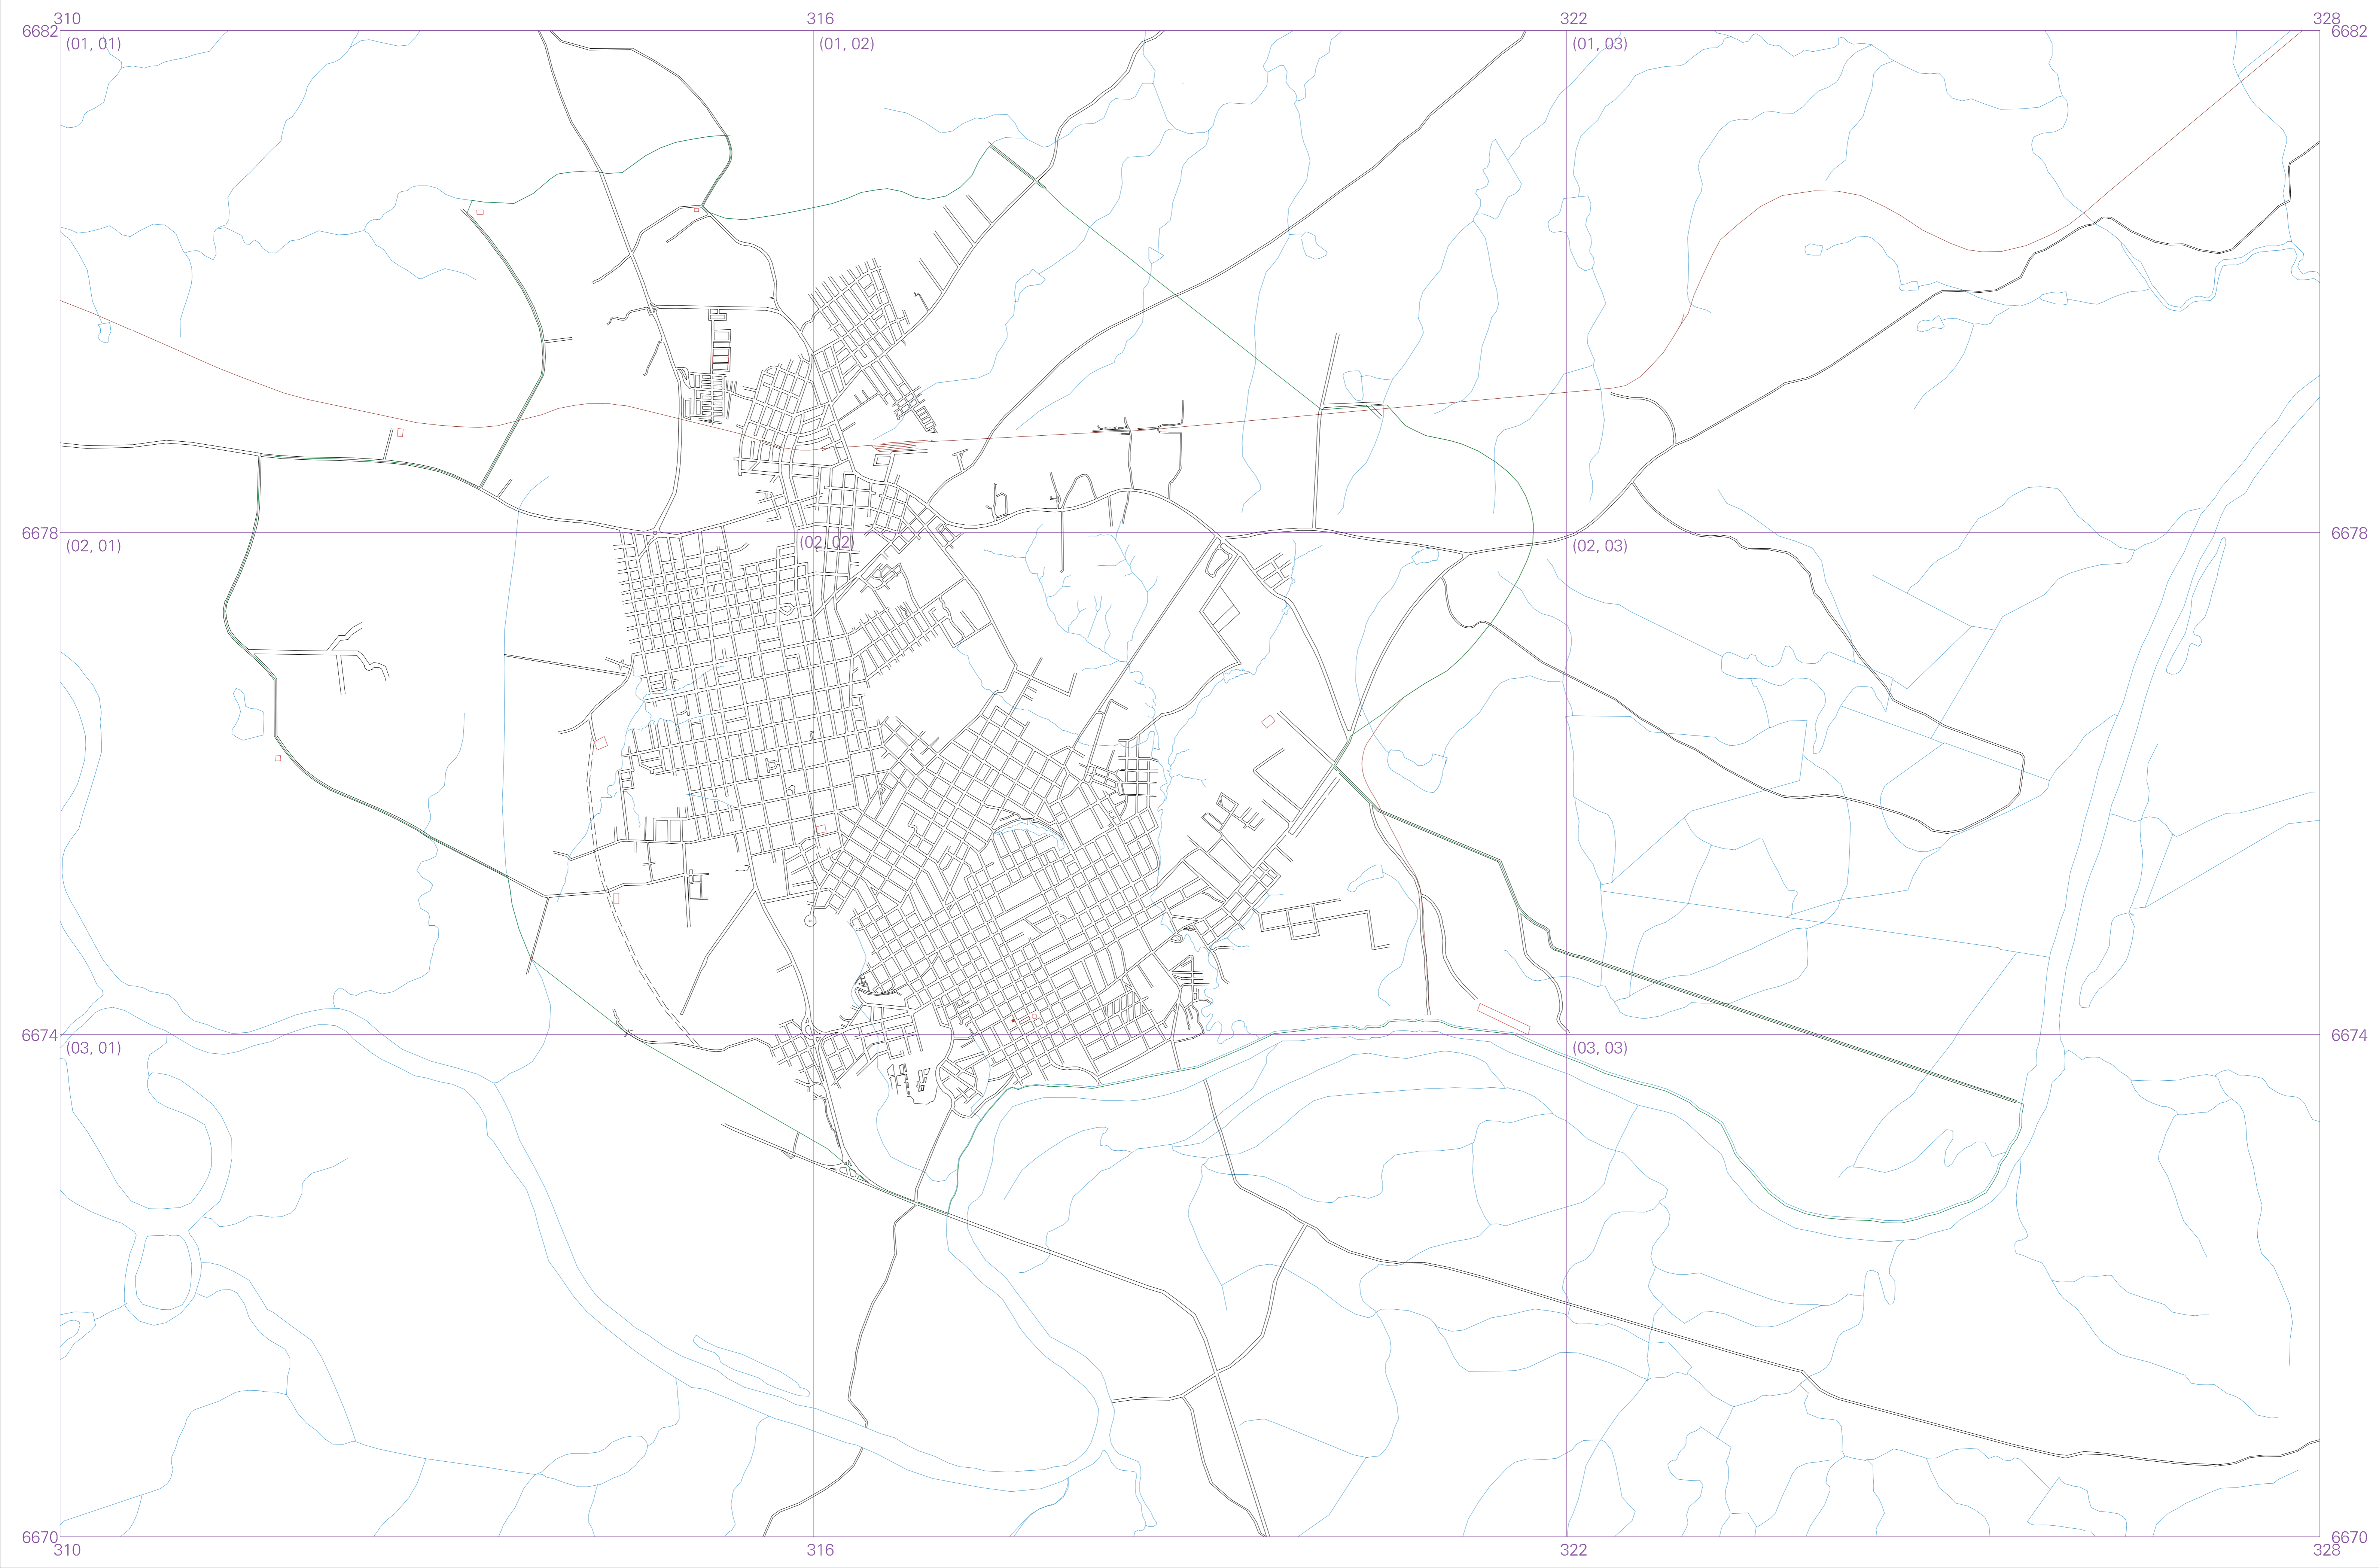 310 316 322 328
6682 6682
(01, 01) (01, 02) (01, 03)
6678 6678
(02, 01) (02, 02) (02, 03)
6674 6674
(03, 01) (03, 03)
6670 6670
310 316 322 328